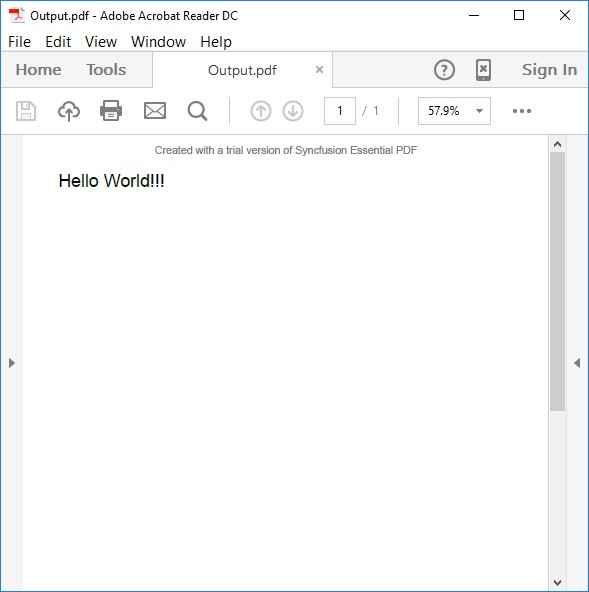 Output.pdf - Adobe Acrobat Reader DC
File Edit View Window Help
Home Tools Output.pdf × Sign In
1 / 1 57.9%
Created with a trial version of Syncfusion Essential PDF
Hello World!!!